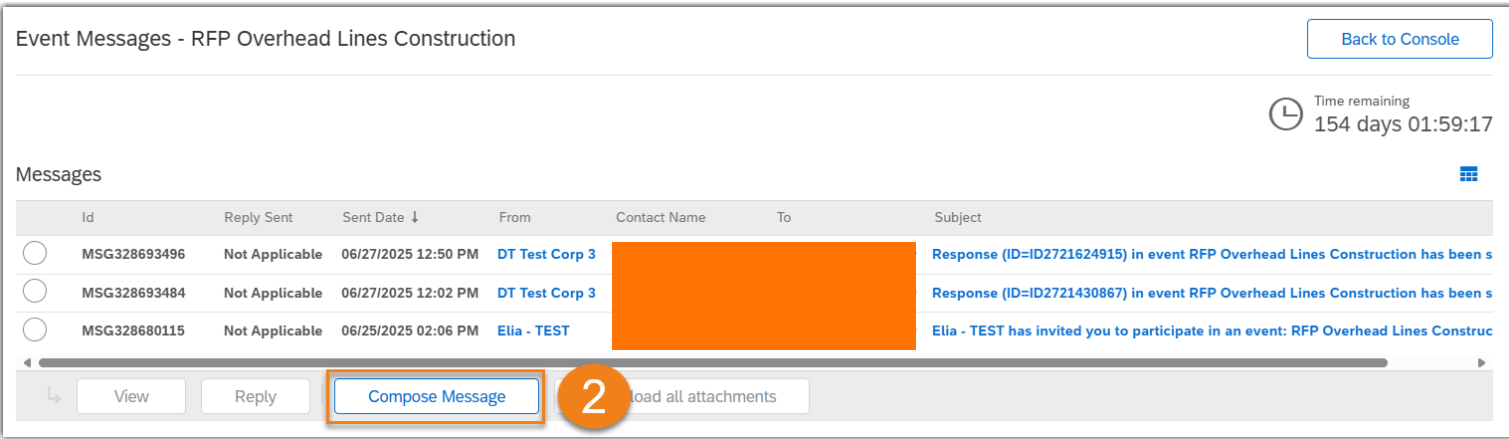 Event Messages - RFP Overhead Lines Construction
Back to Console
Time remaining
154 days 01:59:17
Messages
Id Reply Sent Sent Date ↓ From Contact Name To Subject
MSG328693496 Not Applicable 06/27/2025 12:50 PM DT Test Corp 3 Response (ID=ID2721624915) in event RFP Overhead Lines Construction has been s
MSG328693484 Not Applicable 06/27/2025 12:02 PM DT Test Corp 3 Response (ID=ID2721430867) in event RFP Overhead Lines Construction has been s
MSG328680115 Not Applicable 06/25/2025 02:06 PM Elia - TEST Elia - TEST has invited you to participate in an event: RFP Overhead Lines Construc
View Reply Compose Message 2 load all attachments